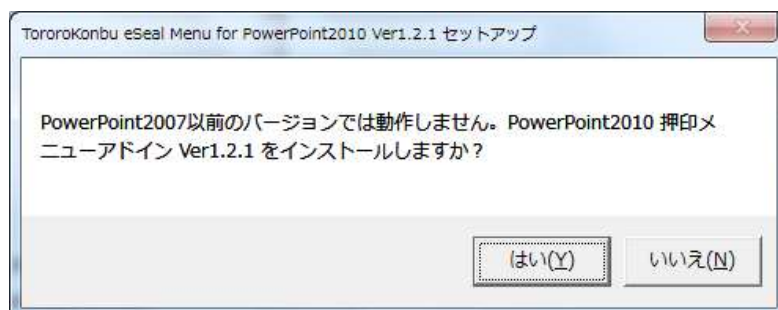 TororoKonbu eSeal Menu for PowerPoint2010 Ver1.2.1 セットアップ
PowerPoint2007以前のバージョンでは動作しません。PowerPoint2010 押印メ
ニューアドイン Ver1.2.1 をインストールしますか？
はい(Y) いいえ(N)